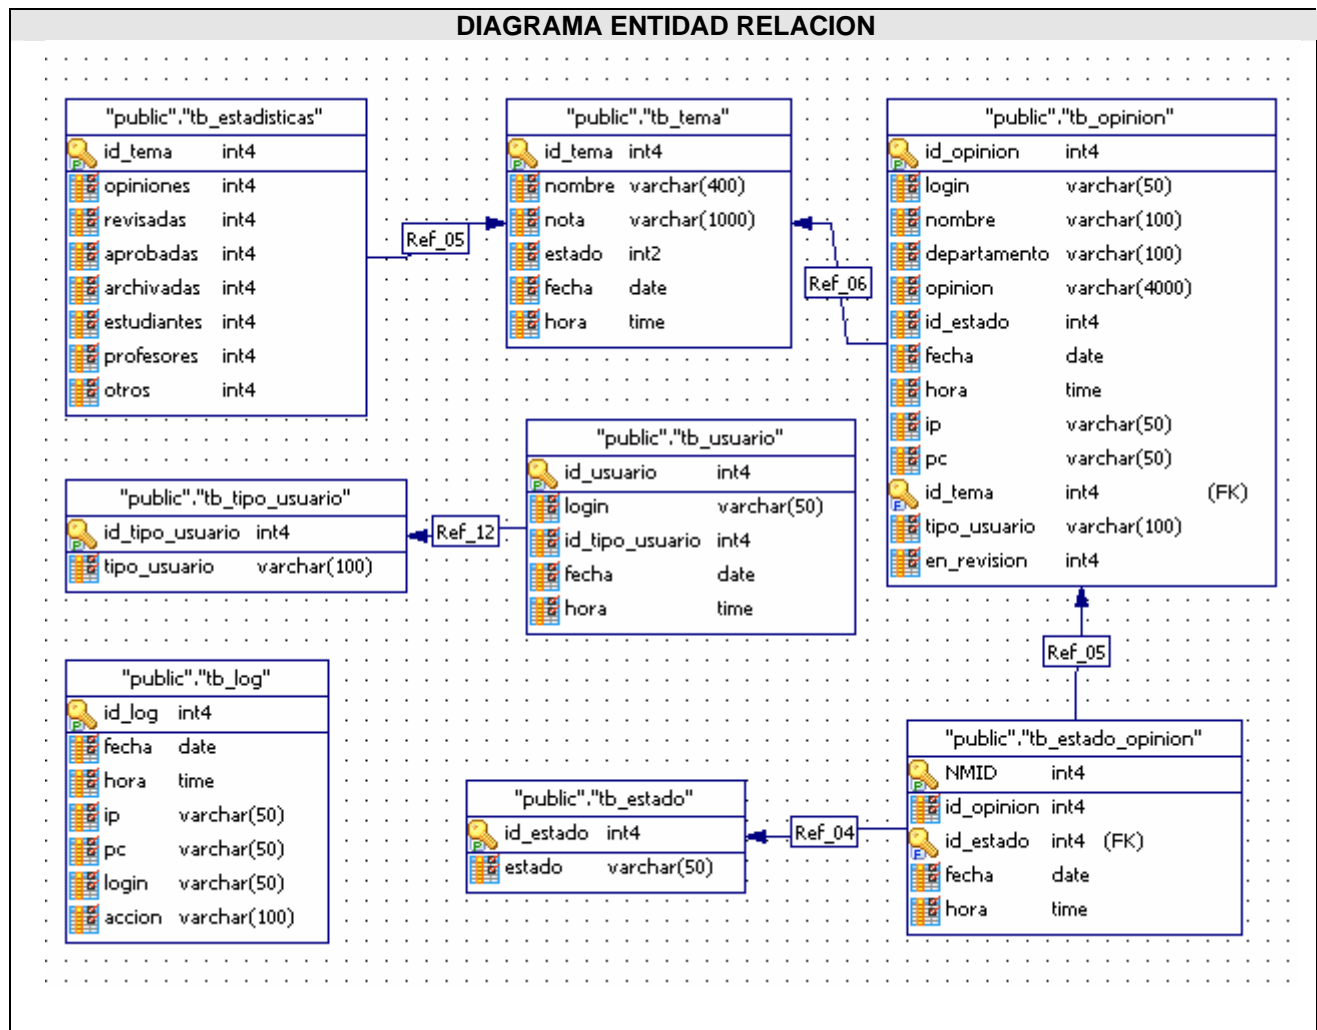 DIAGRAMA ENTIDAD RELACION
"public"."tb_estadisticas"
id_tema int4
opiniones int4
revisadas int4
aprobadas int4
archivadas int4
estudiantes int4
profesores int4
otros int4
Ref_05
"public"."tb_tema"
id_tema int4
nombre varchar(400)
nota varchar(1000)
estado int2
fecha date
hora time
Ref_06
"public"."tb_opinion"
id_opinion int4
login varchar(50)
nombre varchar(100)
departamento varchar(100)
opinion varchar(4000)
id_estado int4
fecha date
hora time
ip varchar(50)
pc varchar(50)
id_tema int4 (FK)
tipo_usuario varchar(100)
en_revision int4
"public"."tb_tipo_usuario"
id_tipo_usuario int4
tipo_usuario varchar(100)
Ref_12
"public"."tb_usuario"
id_usuario int4
login varchar(50)
id_tipo_usuario int4
fecha date
hora time
Ref_05
"public"."tb_log"
id_log int4
fecha date
hora time
ip varchar(50)
pc varchar(50)
login varchar(50)
accion varchar(100)
"public"."tb_estado"
id_estado int4
estado varchar(50)
Ref_04
"public"."tb_estado_opinion"
NMID int4
id_opinion int4
id_estado int4 (FK)
fecha date
hora time